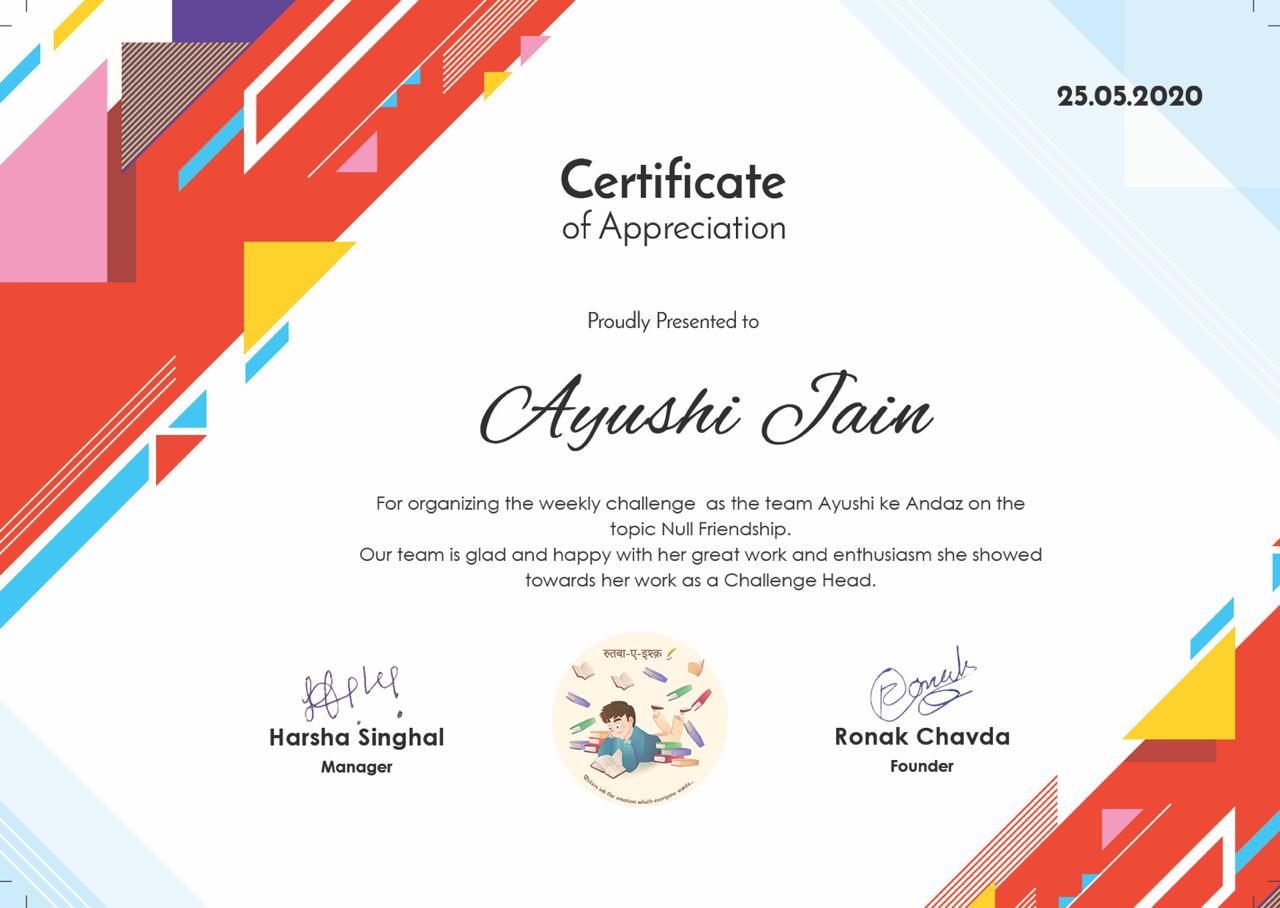 25.05.2020
Certificate
of Appreciation
Proudly Presented to
Ayushi Jain
For organizing the weekly challenge as the team Ayushi ke Andaz on the
topic Null Friendship.
Our team is glad and happy with her great work and enthusiasm she showed
towards her work as a Challenge Head.
रुतबा-ए-इश्क़
Writers ink the emotion which everyone wants...
Ronak
Harsha Singhal
Manager
Ronak Chavda
Founder